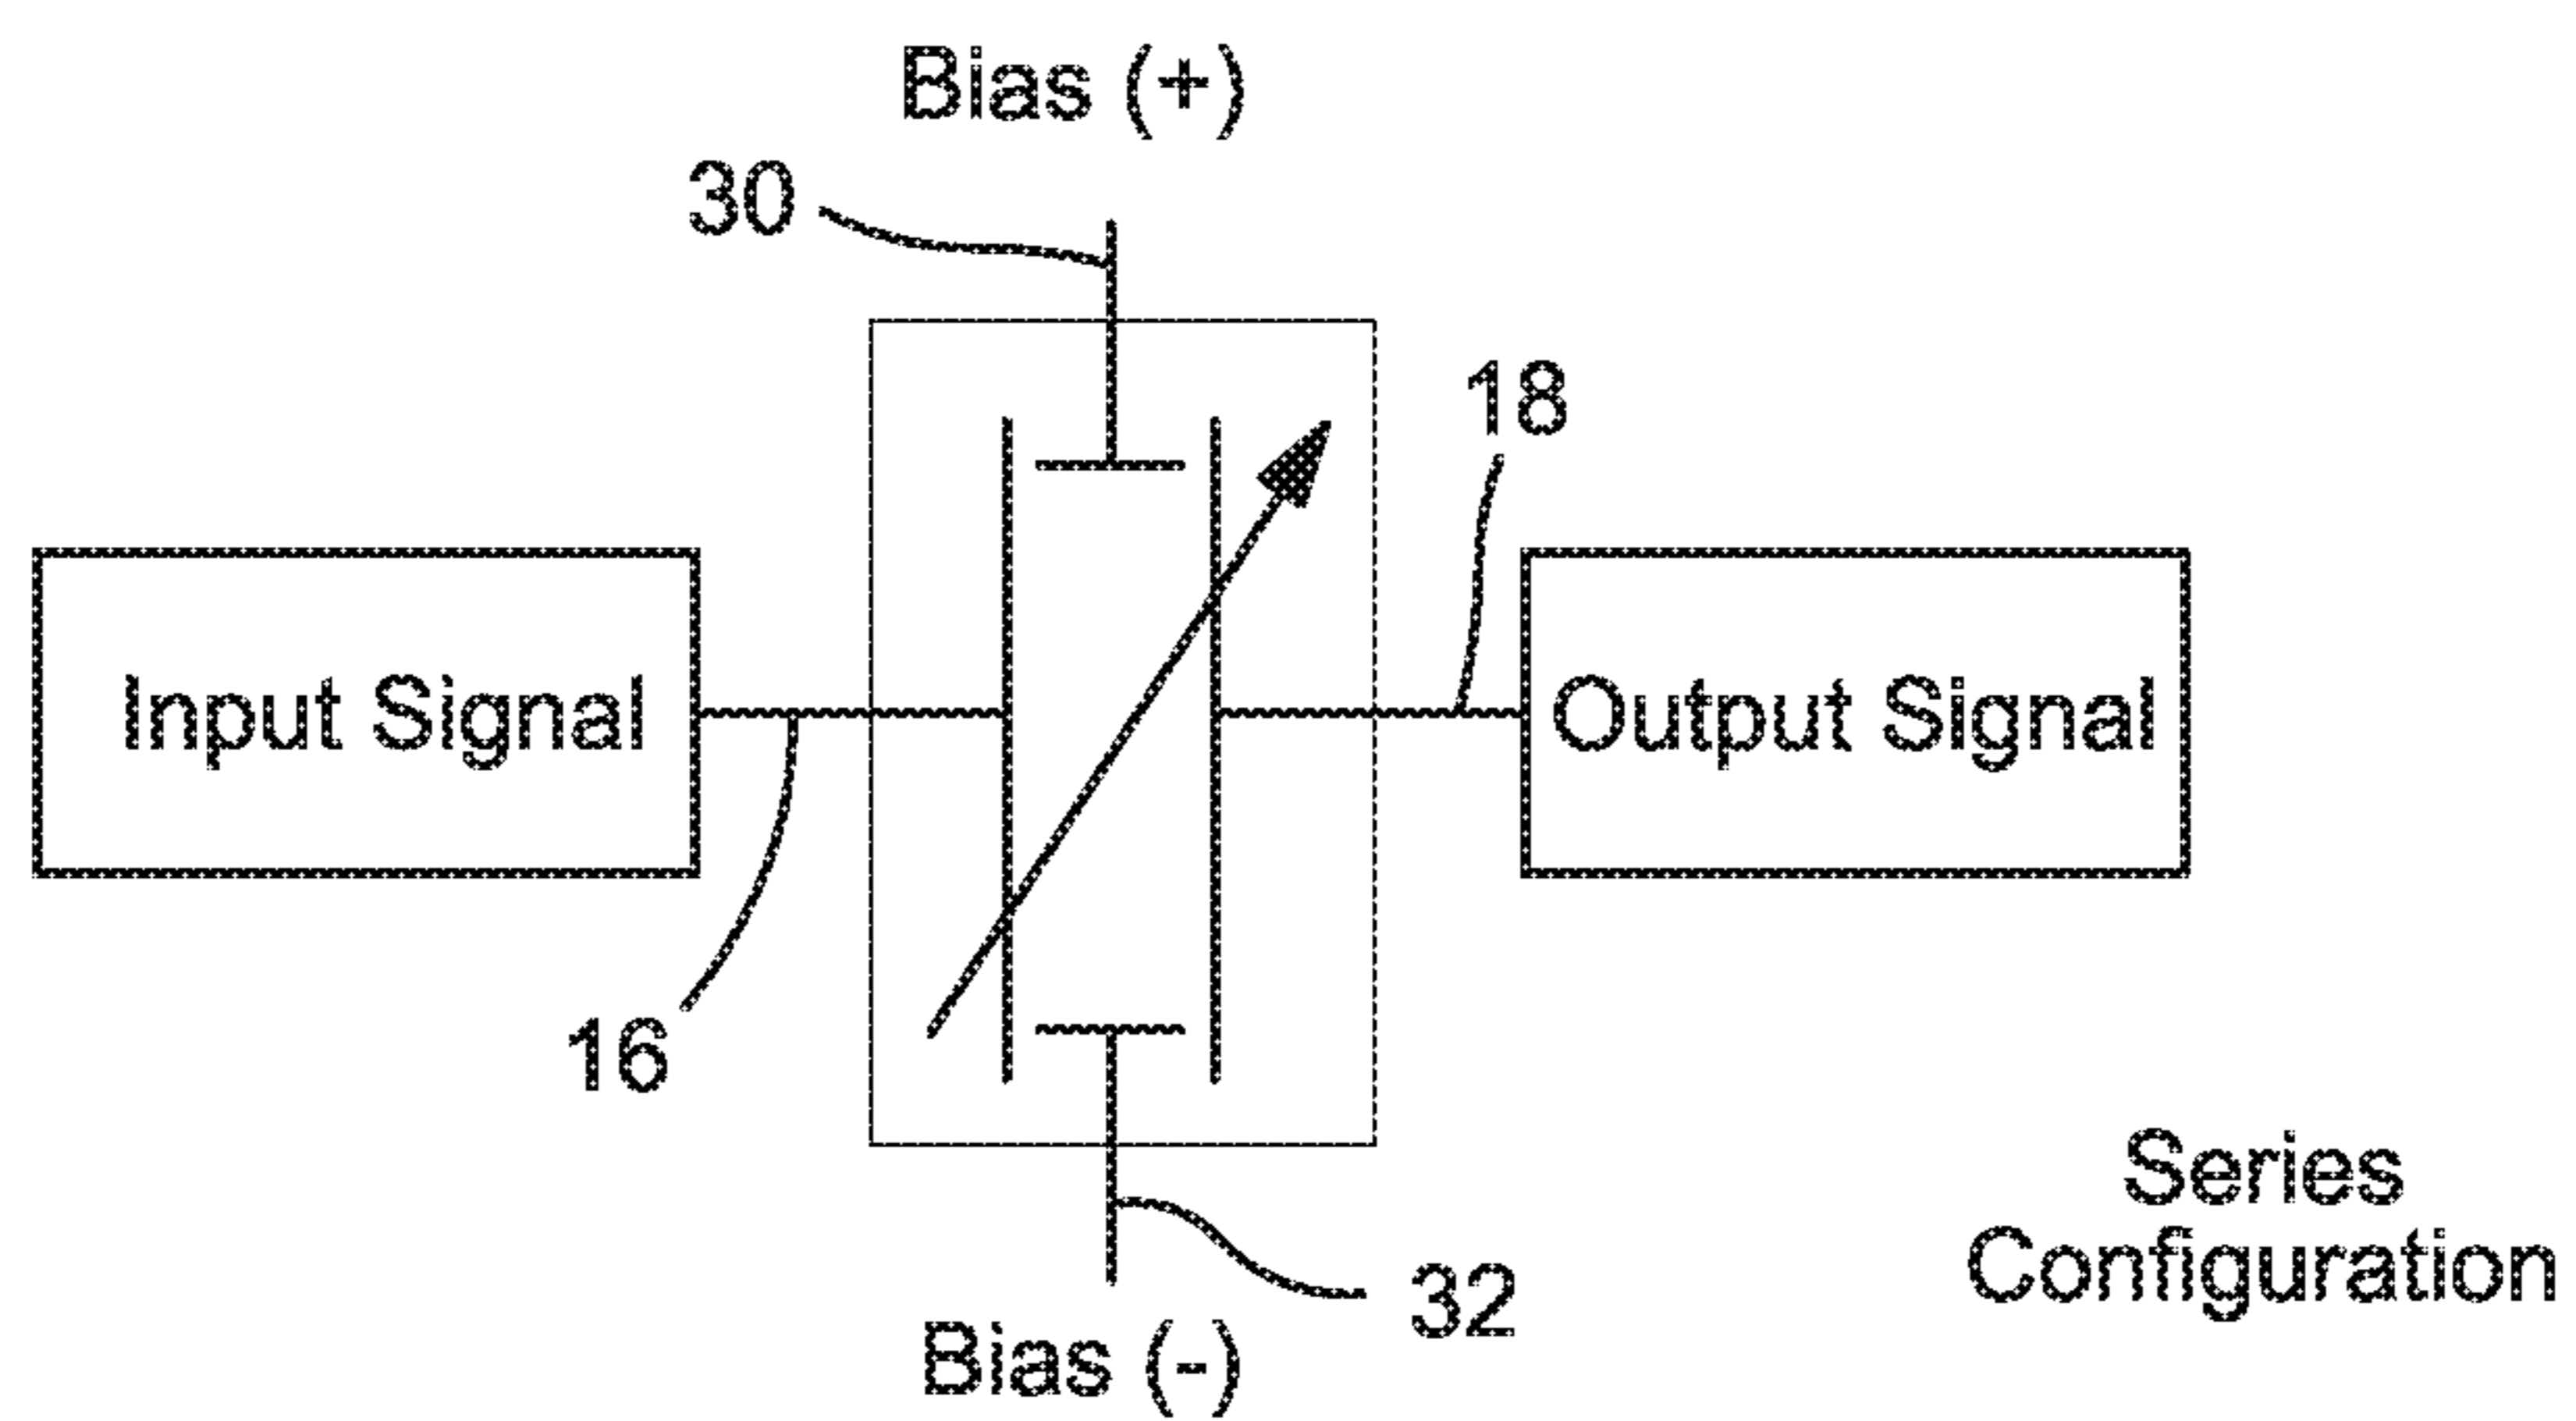 Bias (+)
30
18
Input Signal
Output Signal
16
Series
Configuration
32
Bias (-)